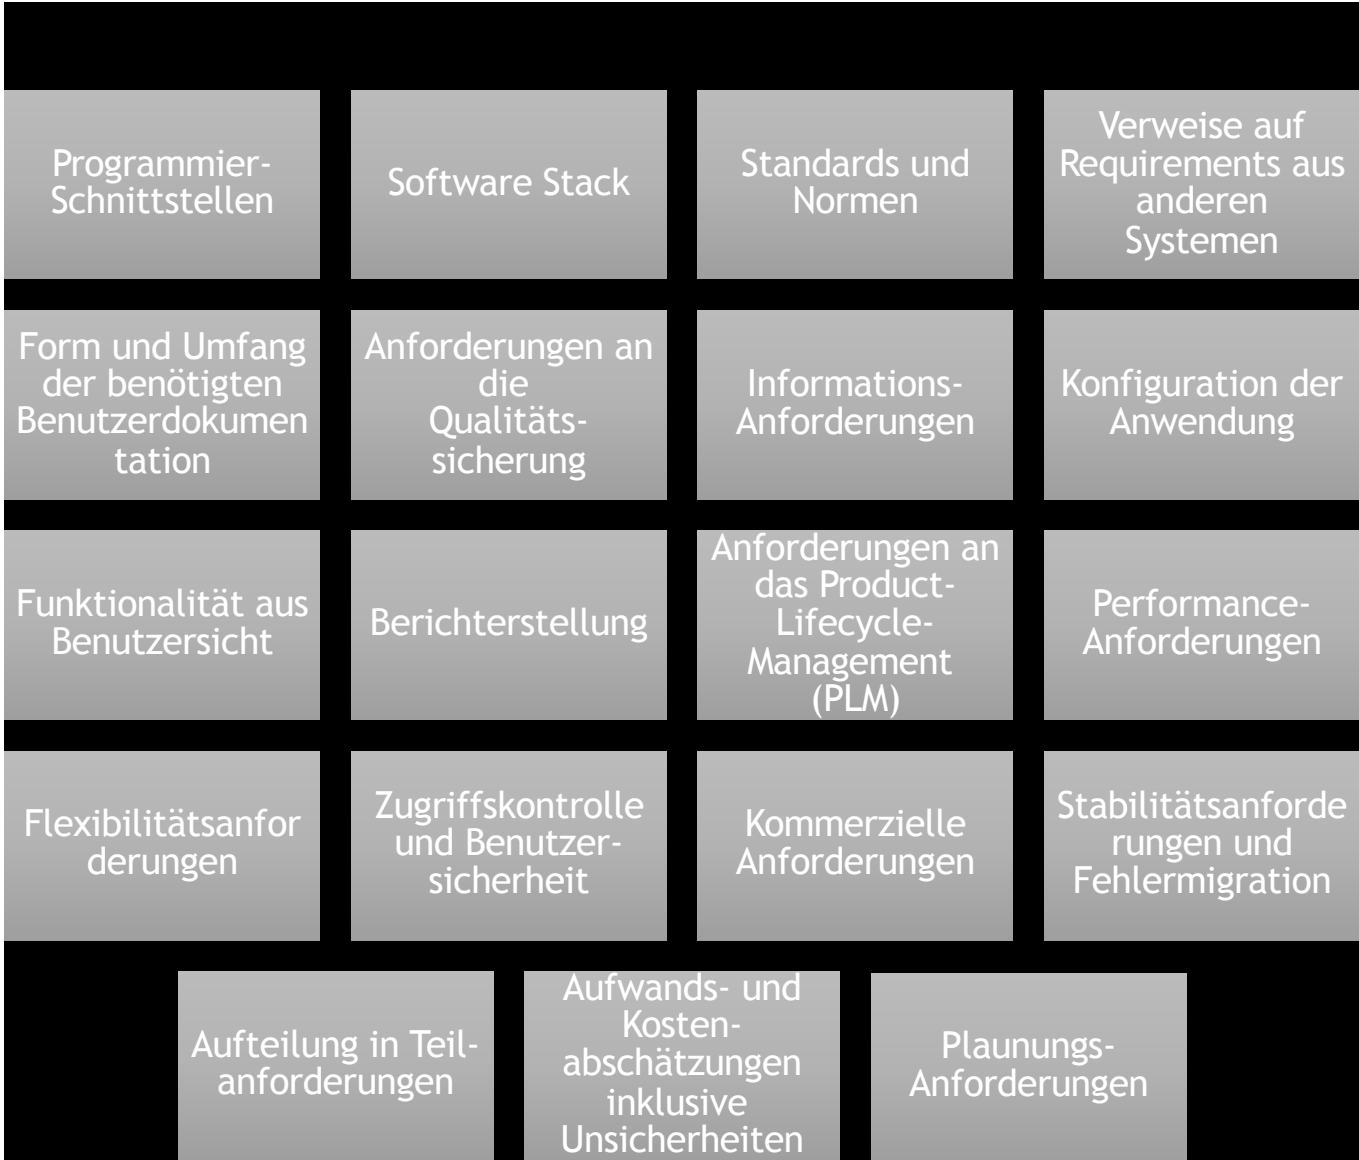 Programmier-
Schnittstellen
Software Stack
Standards und
Normen
Verweise auf
Requirements aus
anderen
Systemen
Form und Umfang
der benötigten
Benutzerdokumen
tation
Anforderungen an
die
Qualitäts-
sicherung
Informations-
Anforderungen
Konfiguration der
Anwendung
Funktionalität aus
Benutzersicht
Berichterstellung
Anforderungen an
das Product-
Lifecycle-
Management
(PLM)
Performance-
Anforderungen
Flexibilitätsanfor
derungen
Zugriffskontrolle
und Benutzer-
sicherheit
Kommerzielle
Anforderungen
Stabilitätsanforde
rungen und
Fehlermigration
Aufteilung in Teil-
anforderungen
Aufwands- und
Kosten-
abschätzungen
inklusive
Unsicherheiten
Plaunungs-
Anforderungen